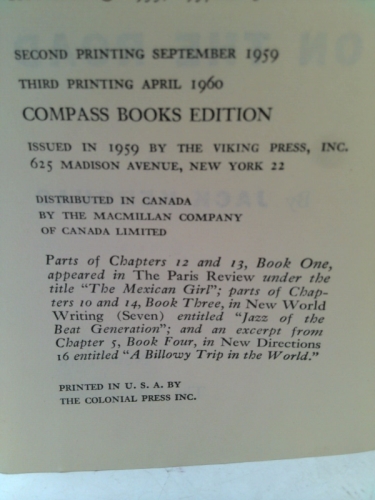 SECOND PRINTING SEPTEMBER 1959
THIRD PRINTING APRIL 1960
COMPASS BOOKS EDITION
ISSUED IN 1959 BY THE VIKING PRESS, INC.
625 MADISON AVENUE, NEW YORK 22
DISTRIBUTED IN CANADA
BY THE MACMILLAN COMPANY
OF CANADA LIMITED
Parts of Chapters 12 and 13, Book One,
appeared in The Paris Review under the
title "The Mexican Girl"; parts of Chap-
ters 10 and 14, Book Three, in New World
Writing (Seven) entitled "Jazz of the
Beat Generation"; and an excerpt from
Chapter 5, Book Four, in New Directions
16 entitled "A Billowy Trip in the World."
PRINTED IN U. S. A. BY
THE COLONIAL PRESS INC.